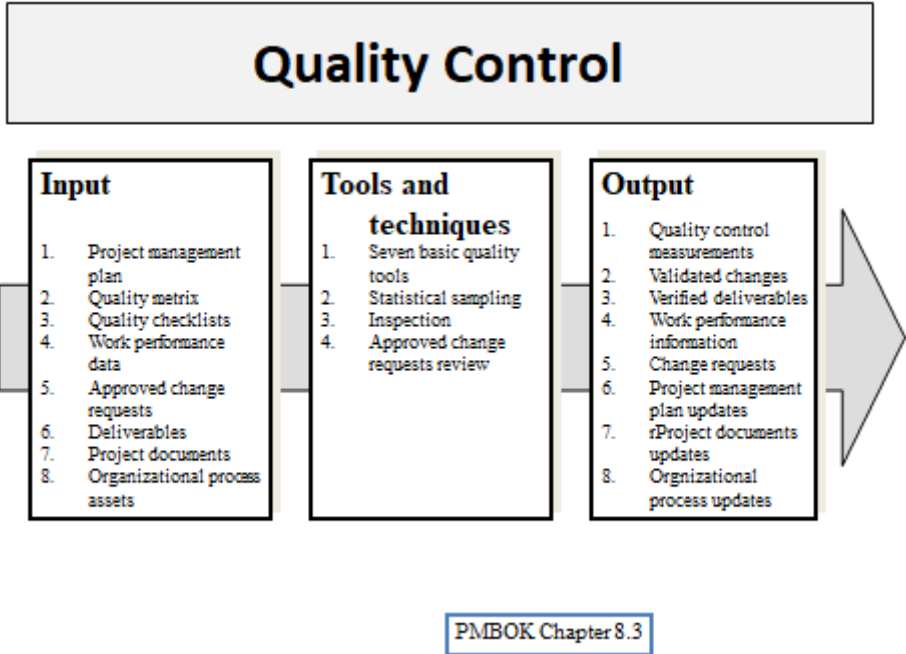 Quality Control
Input
1. Project management
plan
2. Quality metrix
3. Quality checklists
4. Work performance
data
5. Approved change
requests
6. Deliverables
7. Project documents
8. Organizational process
assets
Tools and
techniques
1. Seven basic quality
tools
2. Statistical sampling
3. Inspection
4. Approved change
requests review
Output
1. Quality control
measurements
2. Validated changes
3. Verified deliverables
4. Work performance
information
5. Change requests
6. Project management
plan updates
7. rProject documents
updates
8. Orgnizational
process updates
PMBOK Chapter 8.3